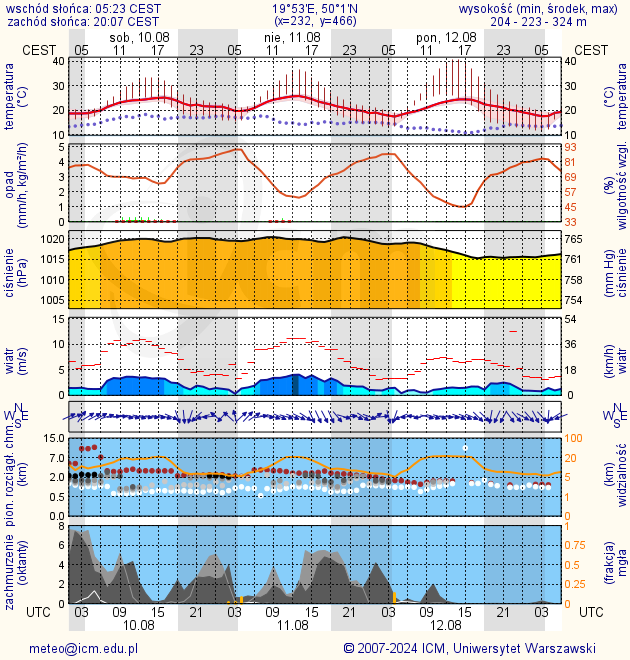 wschód słońca: 05:23 CEST
zachód słońca: 20:07 CEST
19°53'E, 50°1'N
(x=232, y=466)
wysokość (min, środek, max)
204 - 223 - 324 m
sob, 10.08 nie, 11.08 pon, 12.08
CEST 05 11 17 23 05 11 17 23 05 11 17 23 05 CEST
temperatura (°C)
40 30 20 10
40 30 20 10
temperatura (°C)
opad (mm/h, kg/m²/h)
5 4 3 2 1 0
93 81 69 57 45 33
wilgotność wzgl. (%)
ciśnienie (hPa)
1020 1015 1010 1005
765 761 758 754
ciśnienie (mm Hg)
wiatr (m/s)
15 10 5 0
54 36 18 0
wiatr (km/h)
N W E S
N W E S
pion. rozciągł. chm. (km)
15.0 7.0 2.0 0.5 0.0
100 20 5 1 0
widzialność (km)
zachmurzenie (oktanty)
8 6 4 2 0
1 0.75 0.5 0.25 0
mgła (frakcja)
UTC 03 09 15 21 03 09 15 21 03 09 15 21 03 UTC
10.08 11.08 12.08
meteo@icm.edu.pl
© 2007-2024 ICM, Uniwersytet Warszawski